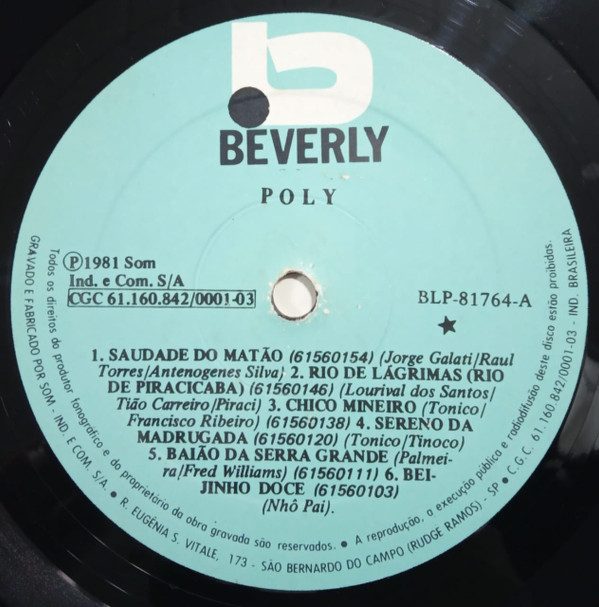 b
BEVERLY
POLY
Ⓟ1981 Som
Ind. e Com. S/A
CGC 61.160.842/0001-03
BLP-81764-A
1. SAUDADE DO MATÃO (61560154) (Jorge Galati/Raul
Torres/Antenogenes Silva) 2. RIO DE LÁGRIMAS (RIO
DE PIRACICABA) (61560146) (Lourival dos Santos/
Tião Carreiro/Piraci) 3. CHICO MINEIRO (Tonico/
Francisco Ribeiro) (61560138) 4. SERENO DA
MADRUGADA (61560120) (Tonico/Tinoco)
5. BAIÃO DA SERRA GRANDE (Palmei-
ra/Fred Williams) (61560111) 6. BEI-
JINHO DOCE (61560103)
(Nhô Pai).
Todos os direitos do produtor fonográfico e do proprietário da obra gravada são reservados. ● A reprodução, a execução pública e radiodifusão deste disco estão proibidas.
GRAVADO E FABRICADO POR SOM - IND. E COM. S/A. ● R. EUGÊNIA S. VITALE, 173 - SÃO BERNARDO DO CAMPO (RUDGE RAMOS) - SP ● C.G.C. 61.160.842/0001-03 - IND. BRASILEIRA